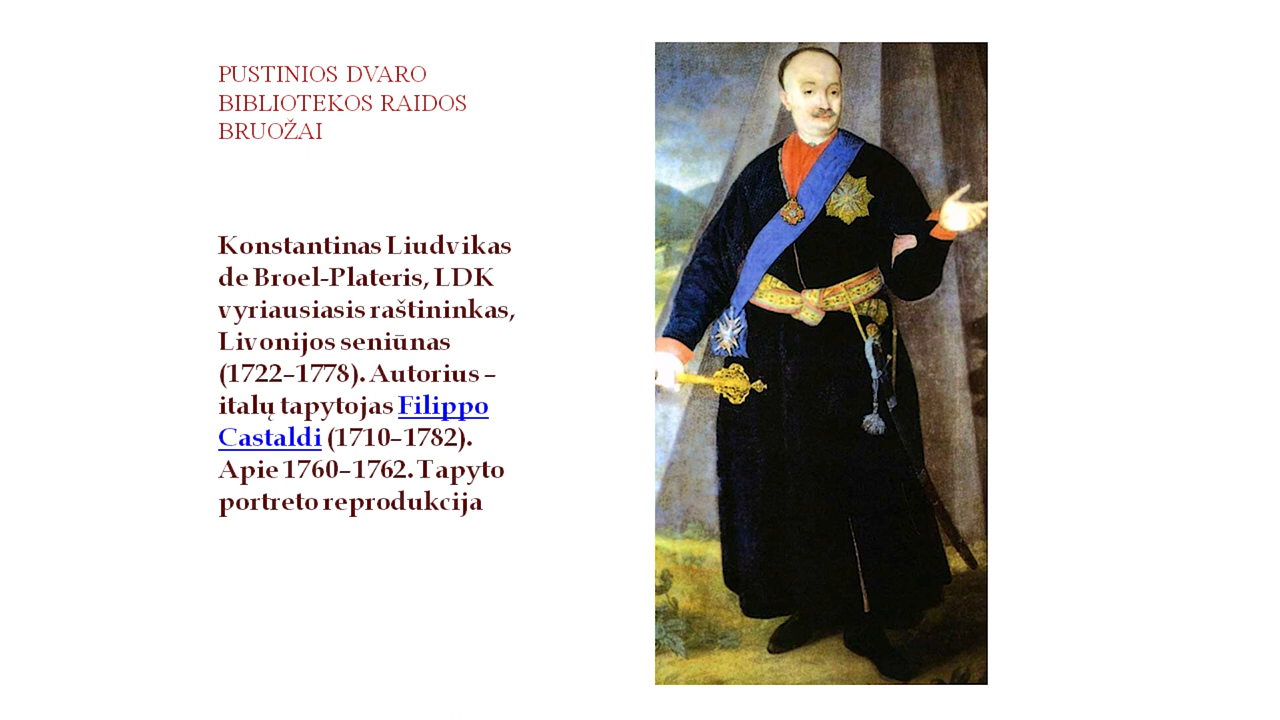 PUSTINIOS DVARO
BIBLIOTEKOS RAIDOS
BRUOŽAI
Konstantinas Liudvikas
de Broel-Plateris, LDK
vyriausiasis raštininkas,
Livonijos seniūnas
(1722–1778). Autorius –
italų tapytojas Filippo
Castaldi (1710–1782).
Apie 1760–1762. Tapyto
portreto reprodukcija